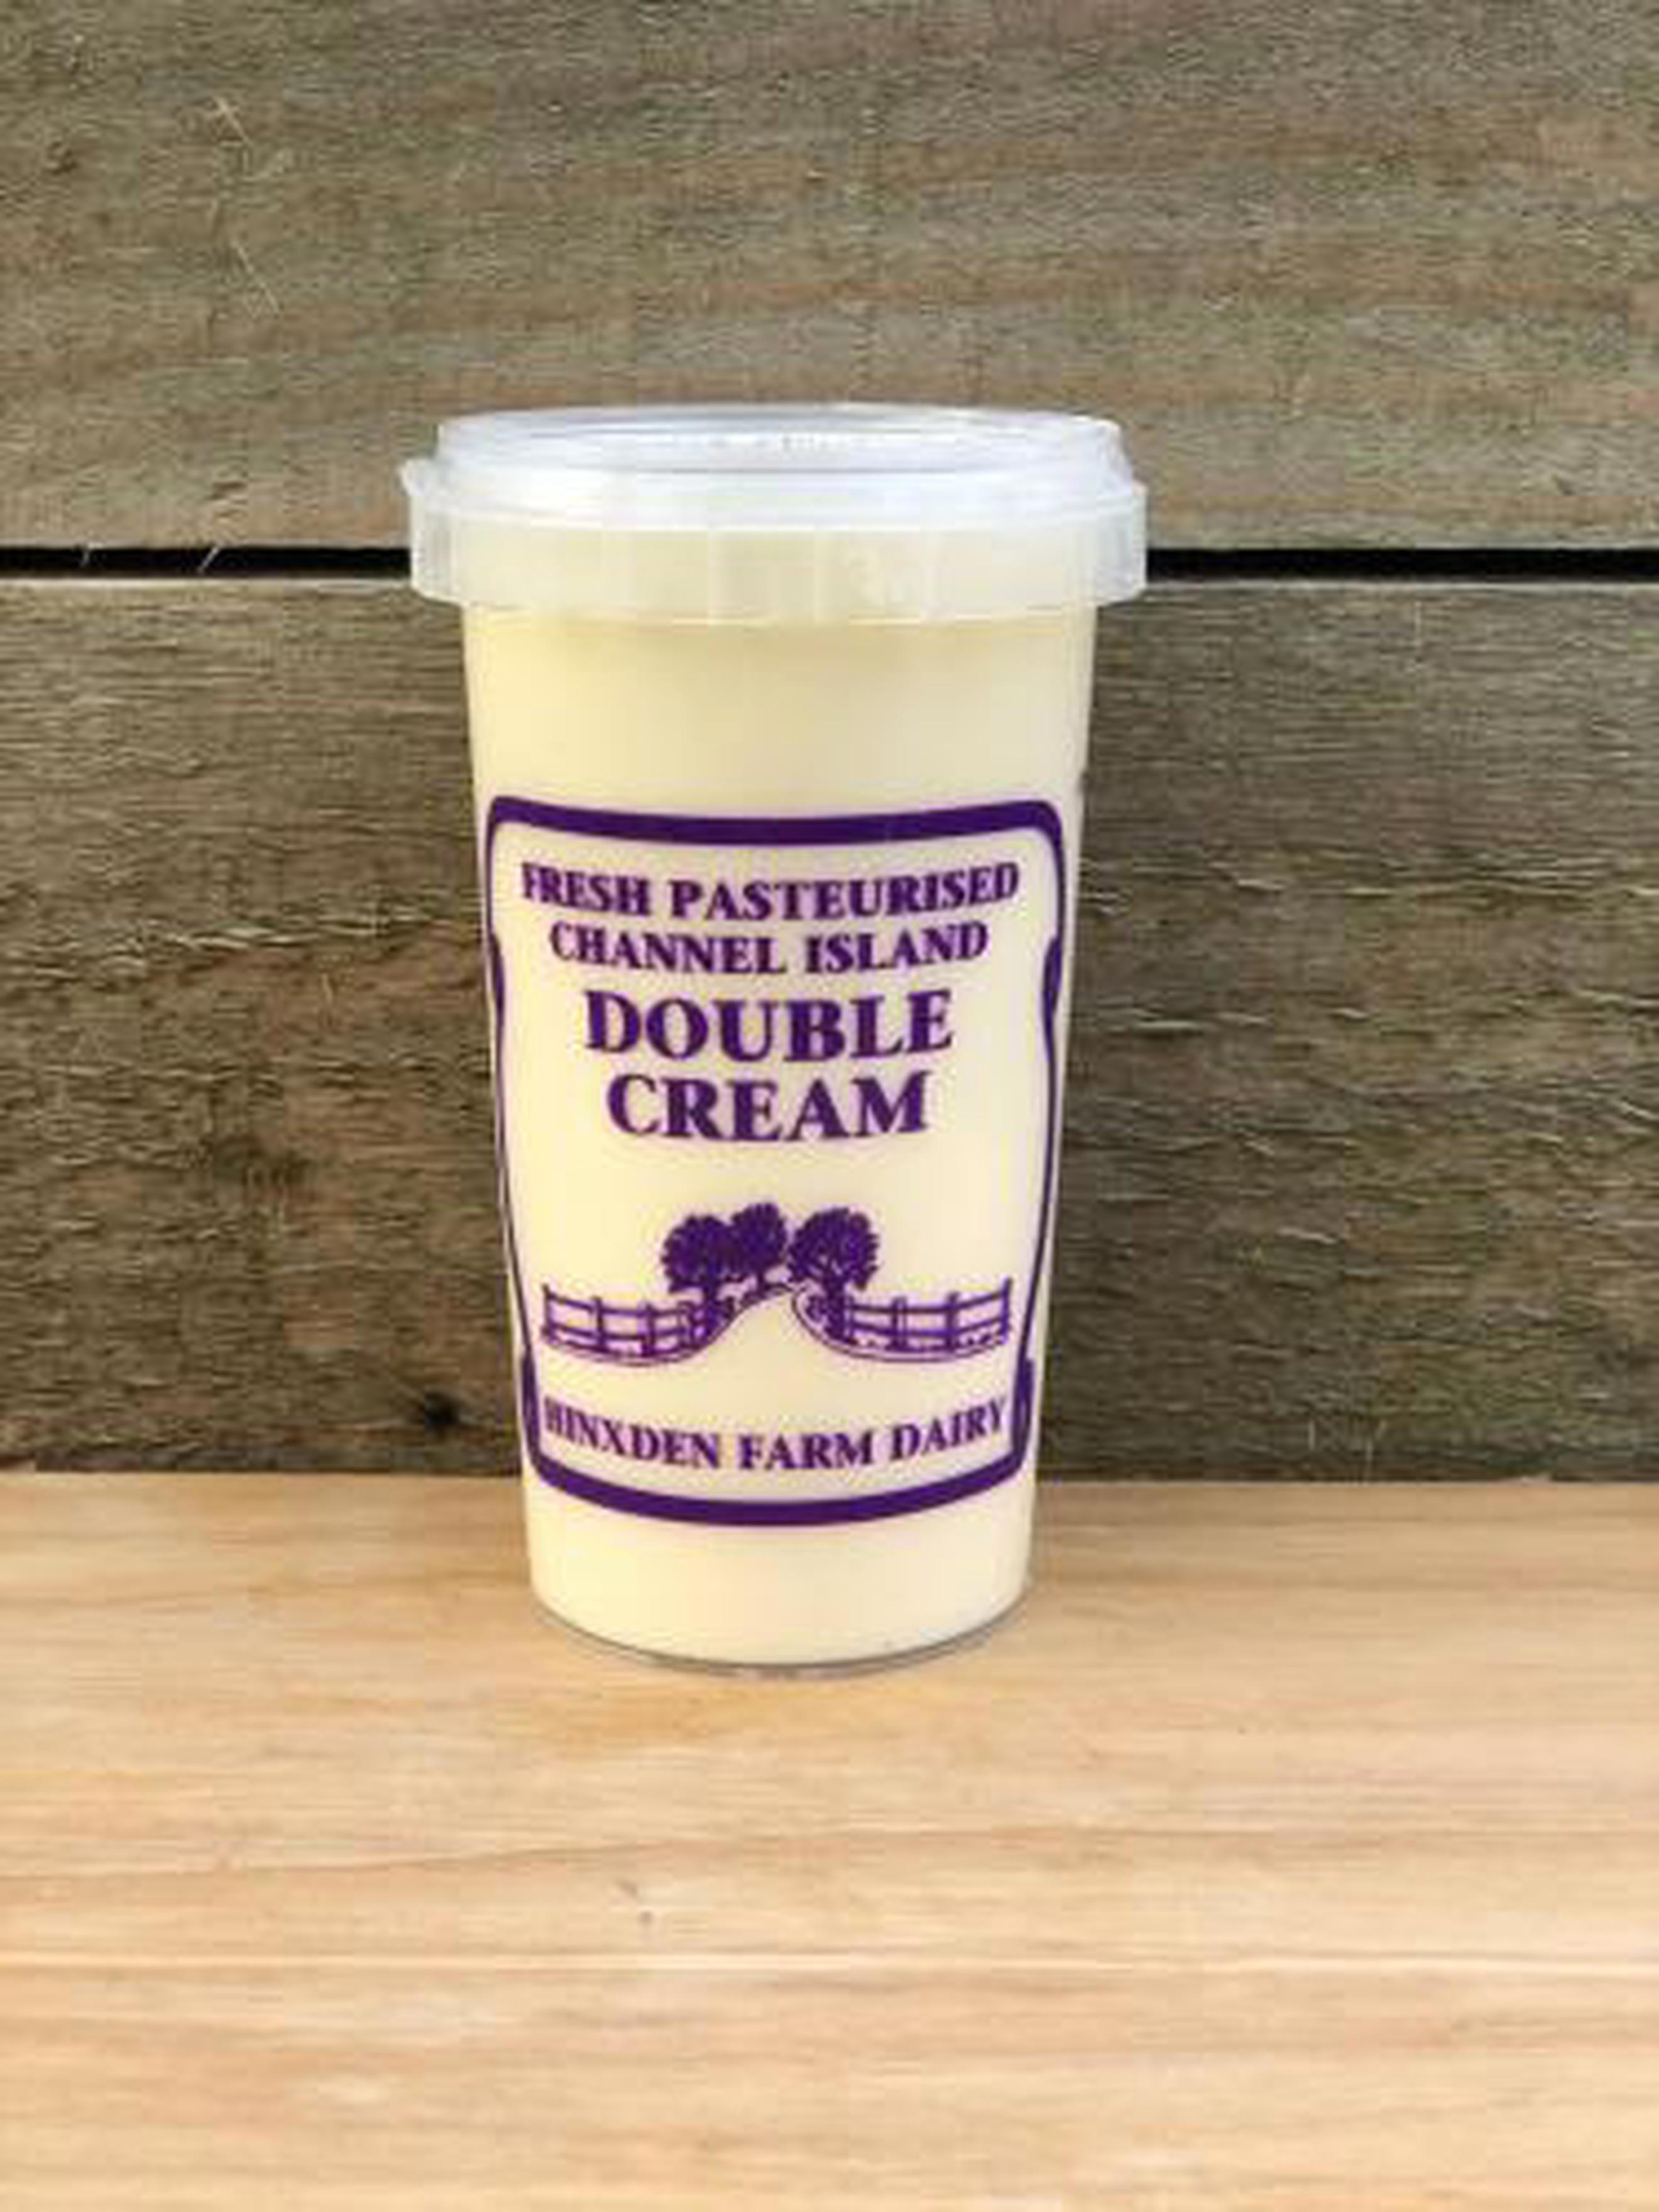 FRESH PASTEURISED
CHANNEL ISLAND
DOUBLE
CREAM
HINXDEN FARM DAIRY